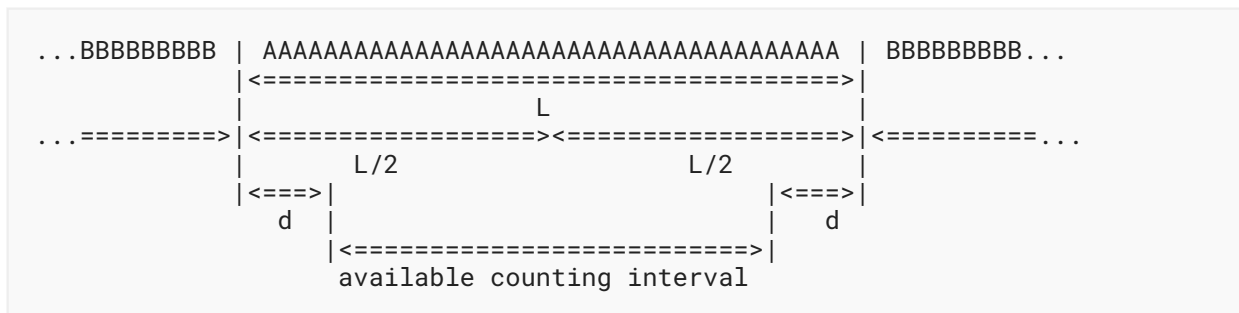 ...BBBBBBBBB | AAAAAAAAAAAAAAAAAAAAAAAAAAAAAAAAAAAAAA | BBBBBBBBB...
             |<======================================>|
             |                   L                    |
...=========>|<==================><==================>|<==========...
             |       L/2                   L/2        |
             |<===>|                            |<===>|
                d  |                            |   d
                   |<==========================>|
                    available counting interval